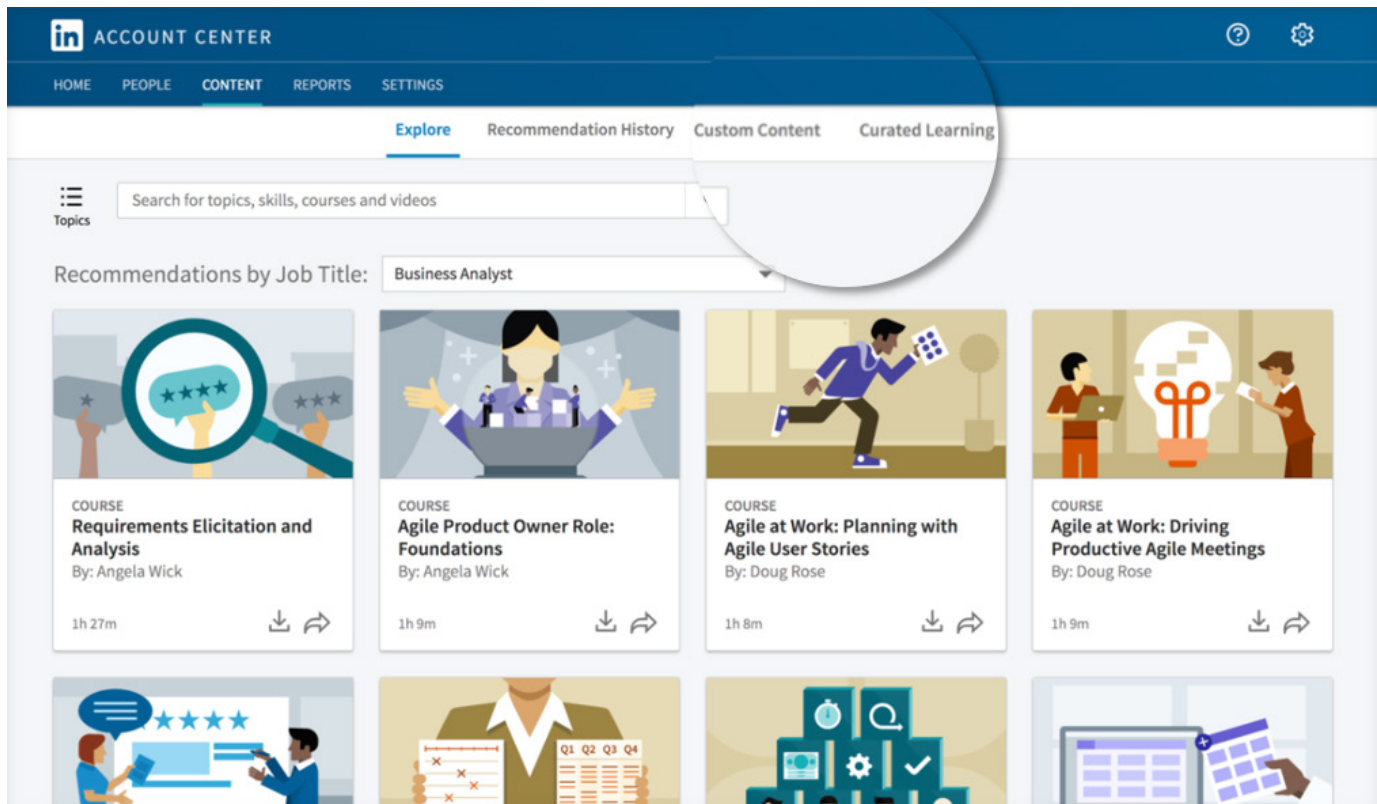 in ACCOUNT CENTER
HOME PEOPLE CONTENT REPORTS SETTINGS
Explore Recommendation History Custom Content Curated Learning
Topics
Search for topics, skills, courses and videos
Recommendations by Job Title: Business Analyst
COURSE
Requirements Elicitation and
Analysis
By: Angela Wick
1h 27m
COURSE
Agile Product Owner Role:
Foundations
By: Angela Wick
1h 9m
COURSE
Agile at Work: Planning with
Agile User Stories
By: Doug Rose
1h 8m
COURSE
Agile at Work: Driving
Productive Agile Meetings
By: Doug Rose
1h 9m
Q1 Q2 Q3 Q4